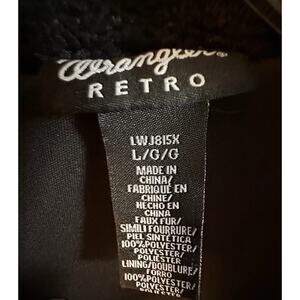 Wrangler®
RETRO
LWJ815X
L/G/G
MADE IN
CHINA/
FABRIQUÉ EN
CHINE/
HECHO EN
CHINA
FAUX FUR/
SIMILI FOURRURE/
PIEL SINTÉTICA
100%POLYESTER/
POLYESTER/
POLIÉSTER
LINING/DOUBLURE/
FORRO
100%POLYESTER/
POLYESTER/